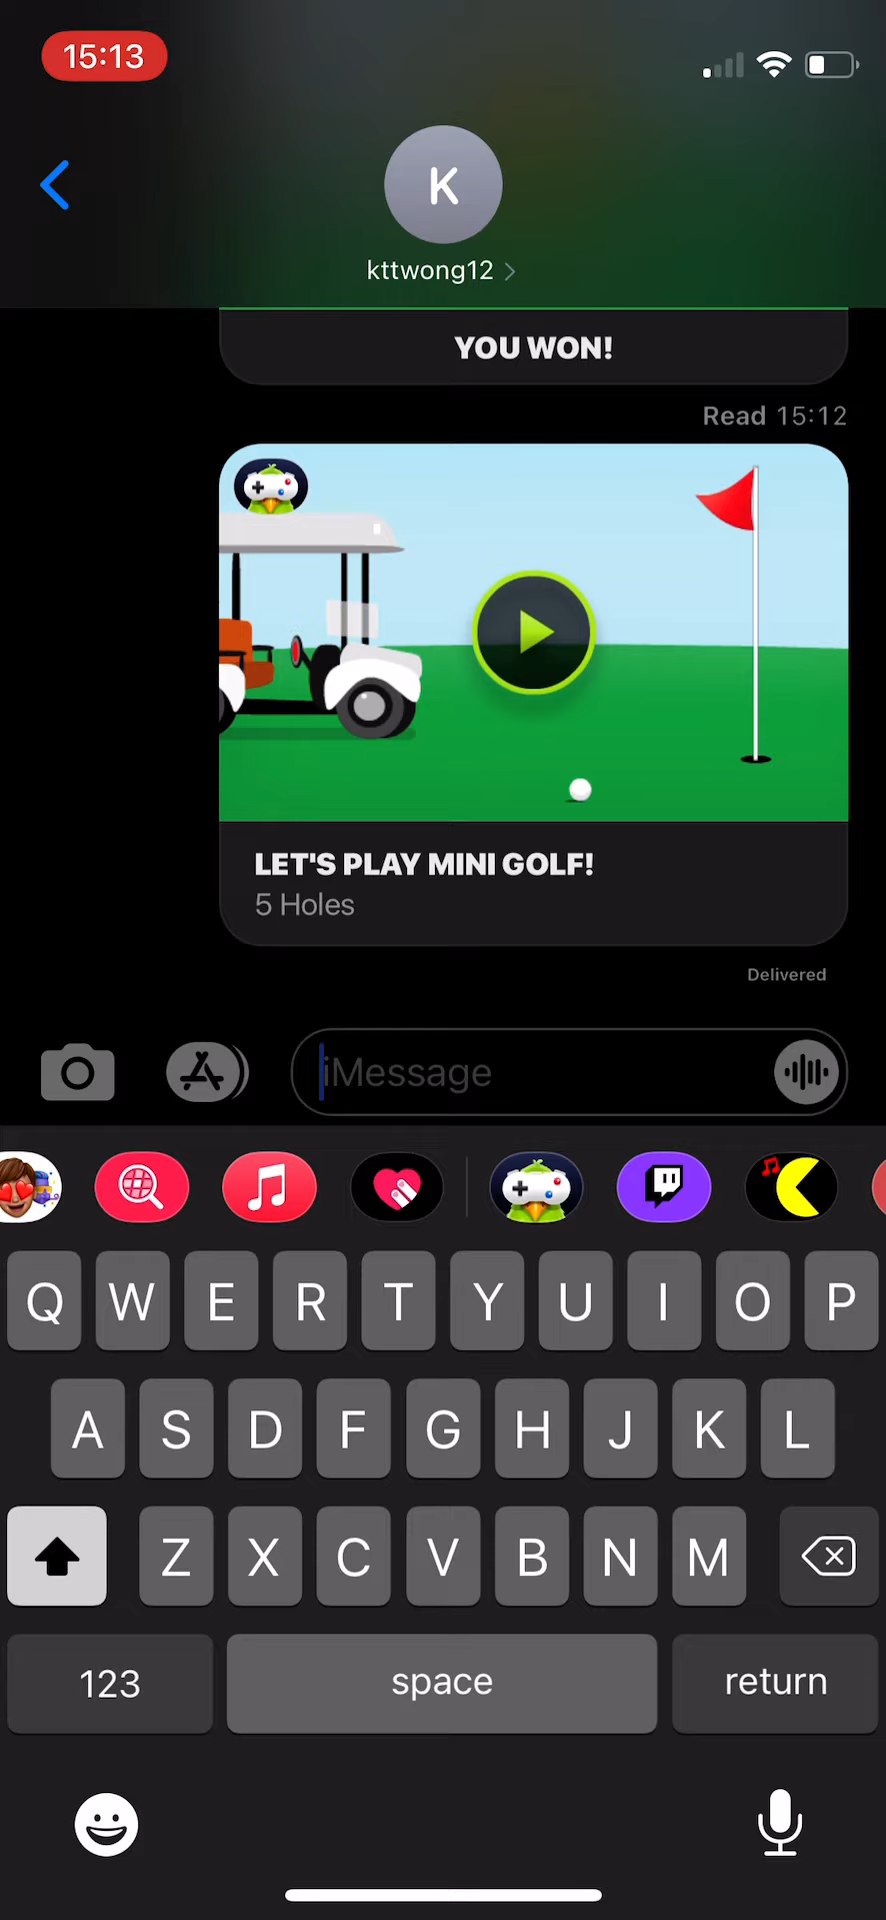 15:13
K
kttwong12
YOU WON!
Read 15:12
LET'S PLAY MINI GOLF!
5 Holes
Delivered
iMessage
Q W E R T Y U I O P
A S D F G H J K L
Z X C V B N M
123 space return